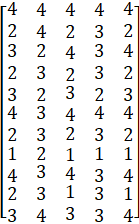 4 4 4 4 4
2 4 2 3 2
3 2 4 3 4
2 3 2 3 2
3 2 3 2 3
4 3 4 4 4
2 3 2 3 2
1 2 1 1 1
4 3 4 3 4
2 3 1 3 1
3 4 3 3 4